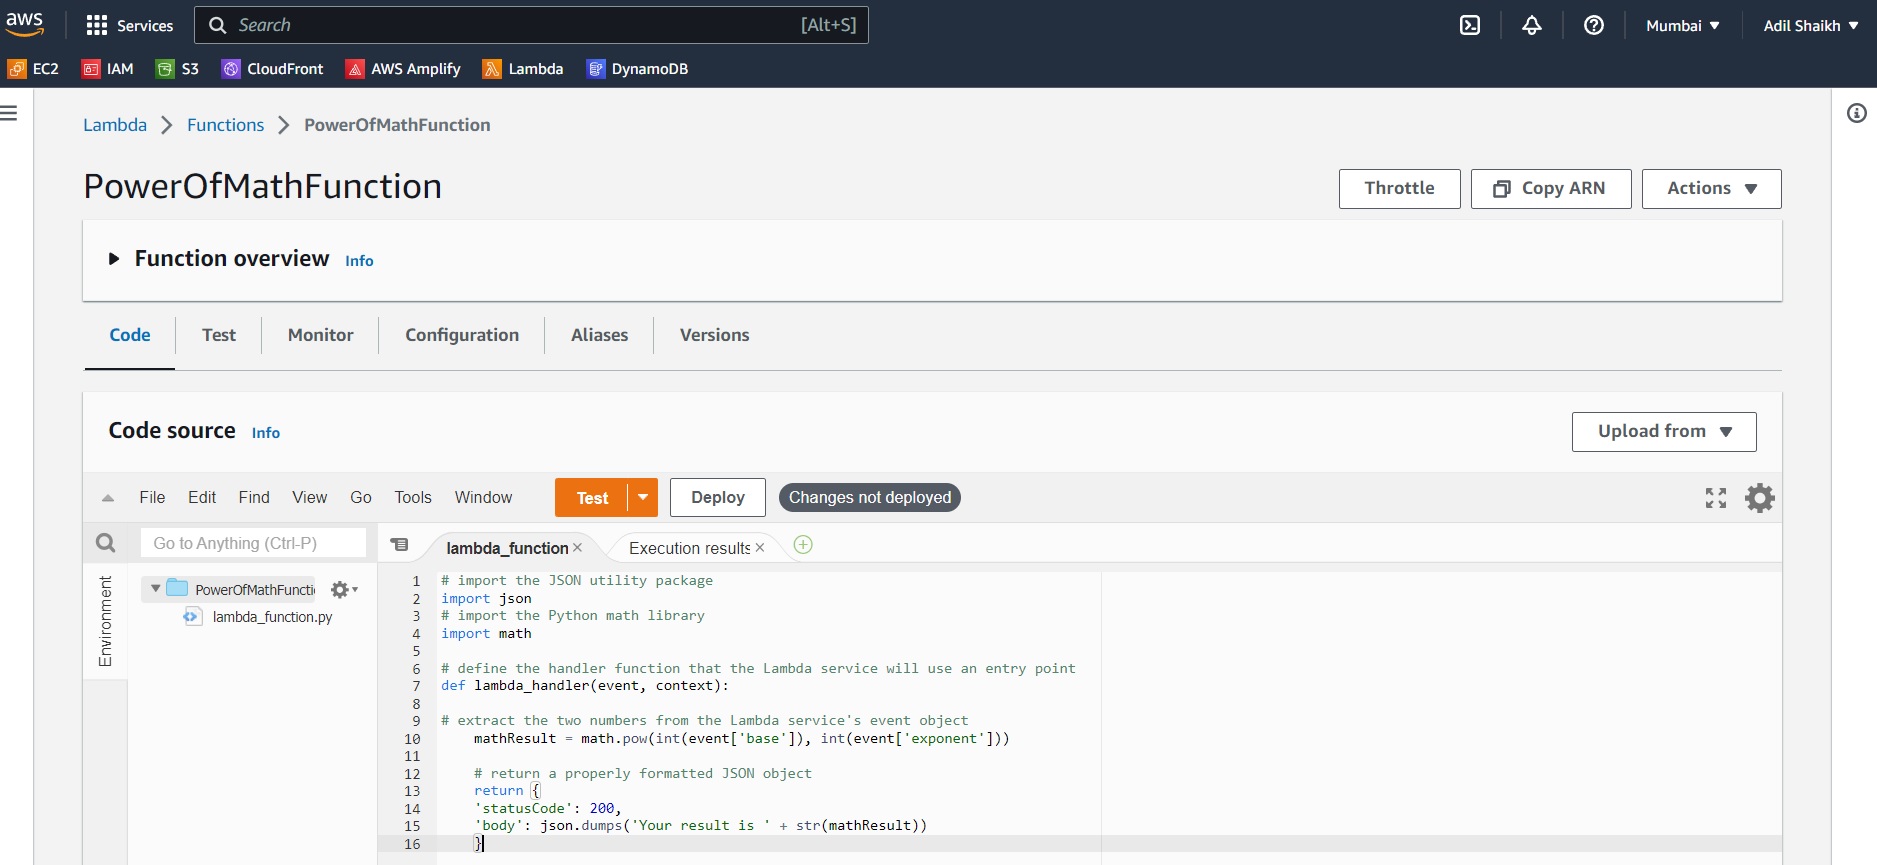 aws Services Search [Alt+S] Mumbai Adil Shaikh
EC2 IAM S3 CloudFront AWS Amplify Lambda DynamoDB
Lambda Functions PowerOfMathFunction
PowerOfMathFunction Throttle Copy ARN Actions
Function overview Info
Code Test Monitor Configuration Aliases Versions
Code source Info Upload from
File Edit Find View Go Tools Window Test Deploy Changes not deployed
Go to Anything (Ctrl-P) lambda_function Execution results
Environment
PowerOfMathFuncti
lambda_function.py
1 # import the JSON utility package
2 import json
3 # import the Python math library
4 import math
5
6 # define the handler function that the Lambda service will use an entry point
7 def lambda_handler(event, context):
8
9 # extract the two numbers from the Lambda service's event object
10 mathResult = math.pow(int(event['base']), int(event['exponent']))
11
12 # return a properly formatted JSON object
13 return {
14 'statusCode': 200,
15 'body': json.dumps('Your result is ' + str(mathResult))
16 }